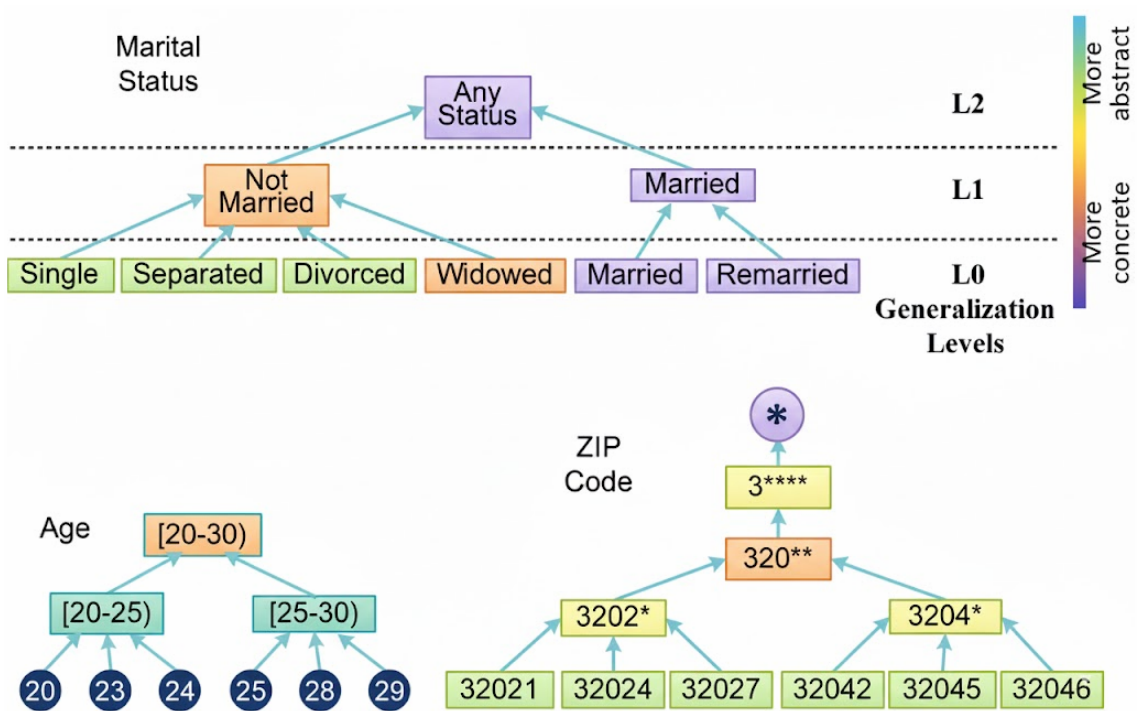 Marital
Status
Any
Status
L2
More
abstract
Not
Married
Married
L1
More
concrete
Single
Separated
Divorced
Widowed
Married
Remarried
L0
Generalization
Levels
*
ZIP
Code
3****
Age
[20-30)
320**
[20-25)
[25-30)
3202*
3204*
20
23
24
25
28
29
32021
32024
32027
32042
32045
32046